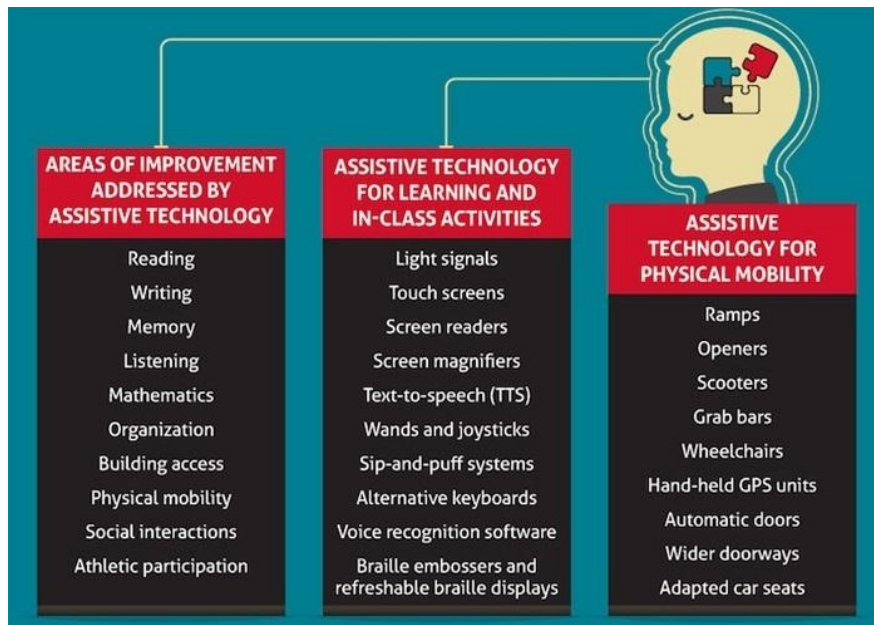 AREAS OF IMPROVEMENT
ADDRESSED BY
ASSISTIVE TECHNOLOGY
Reading
Writing
Memory
Listening
Mathematics
Organization
Building access
Physical mobility
Social interactions
Athletic participation
ASSISTIVE TECHNOLOGY
FOR LEARNING AND
IN-CLASS ACTIVITIES
Light signals
Touch screens
Screen readers
Screen magnifiers
Text-to-speech (TTS)
Wands and joysticks
Sip-and-puff systems
Alternative keyboards
Voice recognition software
Braille embossers and
refreshable braille displays
ASSISTIVE
TECHNOLOGY FOR
PHYSICAL MOBILITY
Ramps
Openers
Scooters
Grab bars
Wheelchairs
Hand-held GPS units
Automatic doors
Wider doorways
Adapted car seats